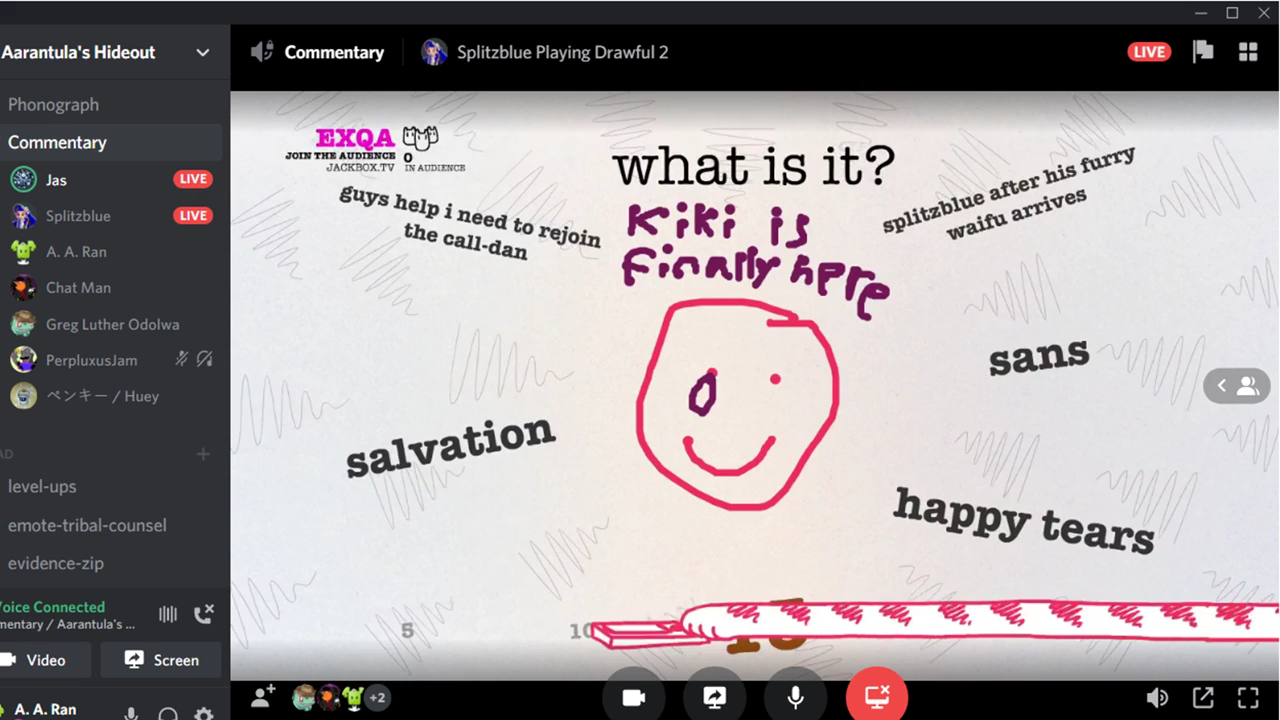 Aarantula's Hideout
Commentary
Splitzblue Playing Drawful 2
LIVE
Phonograph
Commentary
Jas
LIVE
Splitzblue
LIVE
A. A. Ran
Chat Man
Greg Luther Odolwa
PerpluxusJam
ペンキー / Huey
AD
level-ups
emote-tribal-counsel
evidence-zip
Voice Connected
mentary / Aarantula's ...
Video
Screen
A. A. Ran
EXQA
JOIN THE AUDIENCE
JACKBOX.TV
0
IN AUDIENCE
what is it?
guys help i need to rejoin
the call-dan
splitzblue after his furry
waifu arrives
Kiki is
finally here
sans
salvation
happy tears
5
10
15
+2